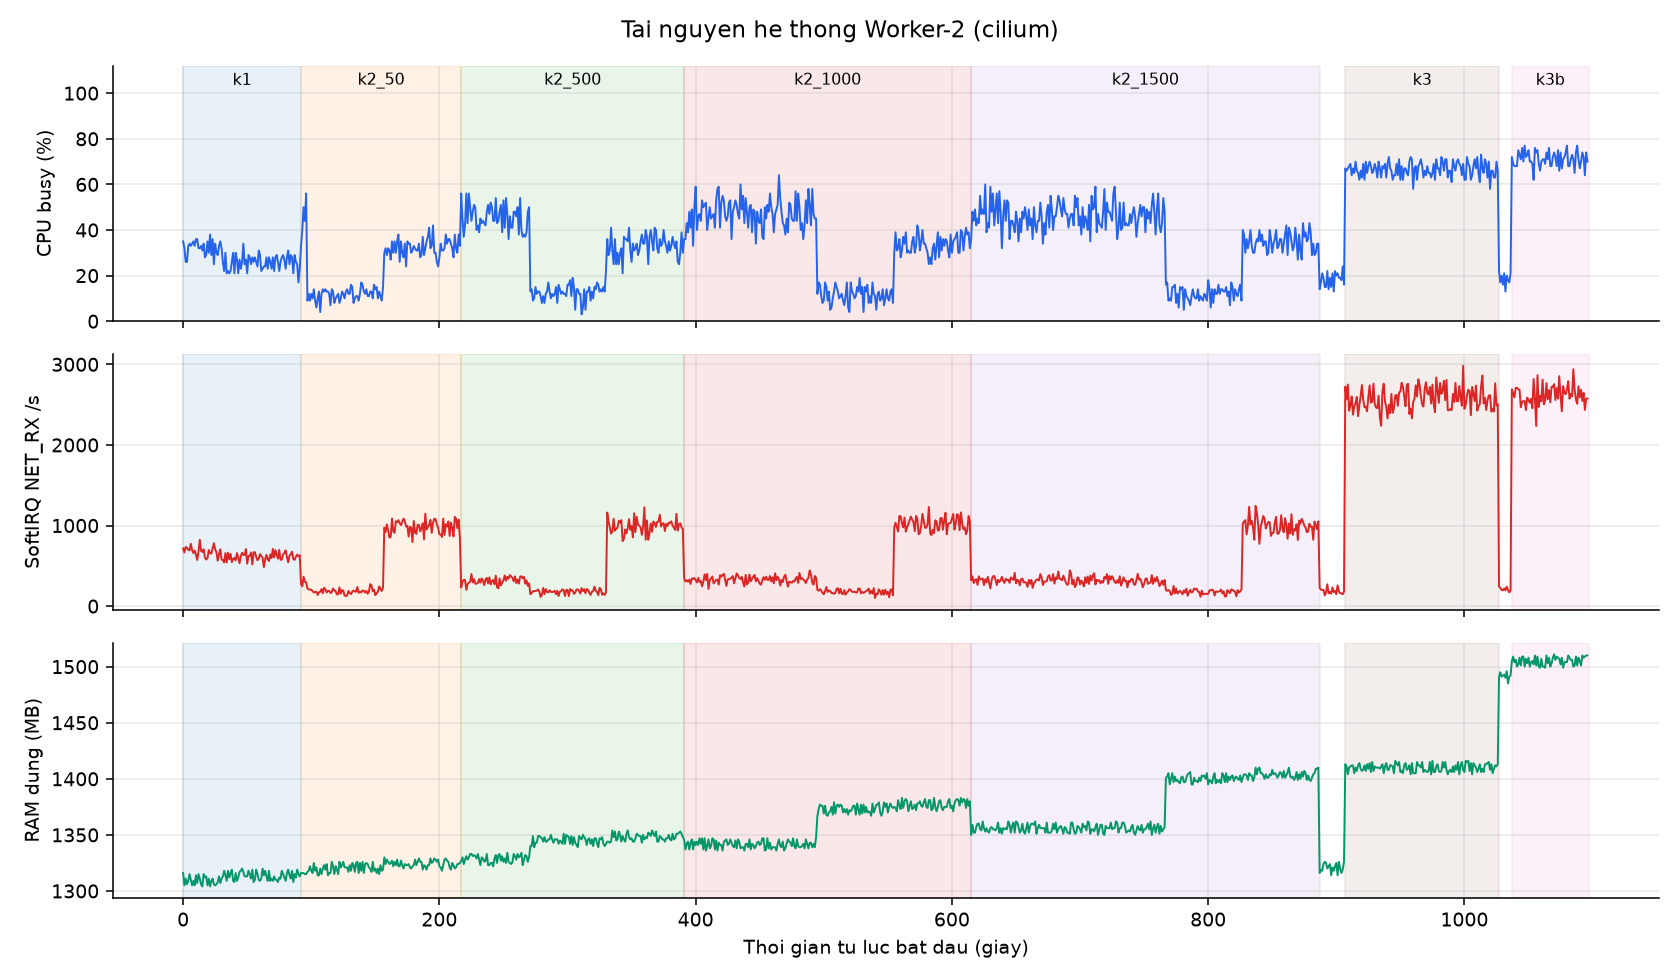 Tai nguyen he thong Worker-2 (cilium)
k1 k2_50 k2_500 k2_1000 k2_1500 k3 k3b
CPU busy (%)
100
80
60
40
20
0
SoftIRQ NET_RX /s
3000
2000
1000
0
RAM dung (MB)
1500
1450
1400
1350
1300
0 200 400 600 800 1000
Thoi gian tu luc bat dau (giay)